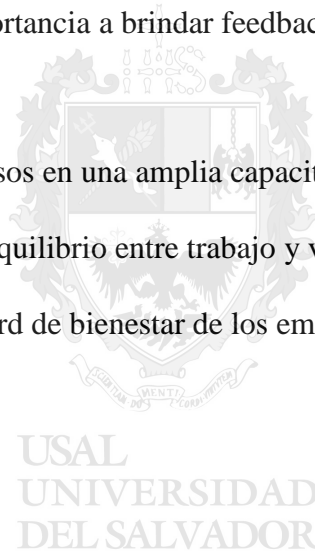 ortancia a brindar feedbac
sos en una amplia capacit
quilibrio entre trabajo y v
rd de bienestar de los em
USAL
UNIVERSIDAD
DEL SALVADOR